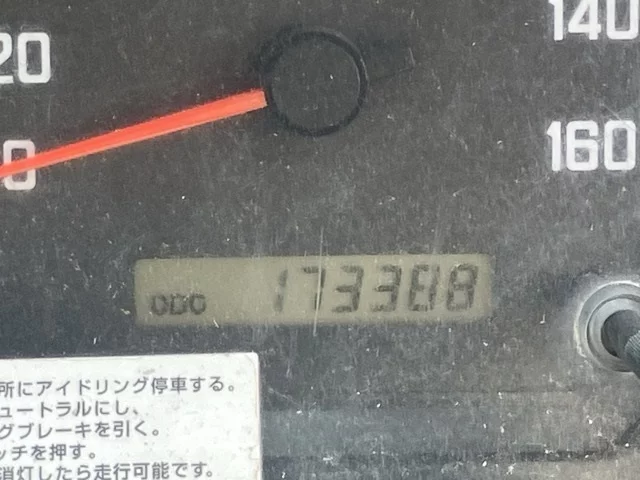 20
0
140
160
ODO 173388
所にアイドリング停車する。
ュートラルにし、
グブレーキを引く。
ッチを押す。
消灯したら走行可能です。